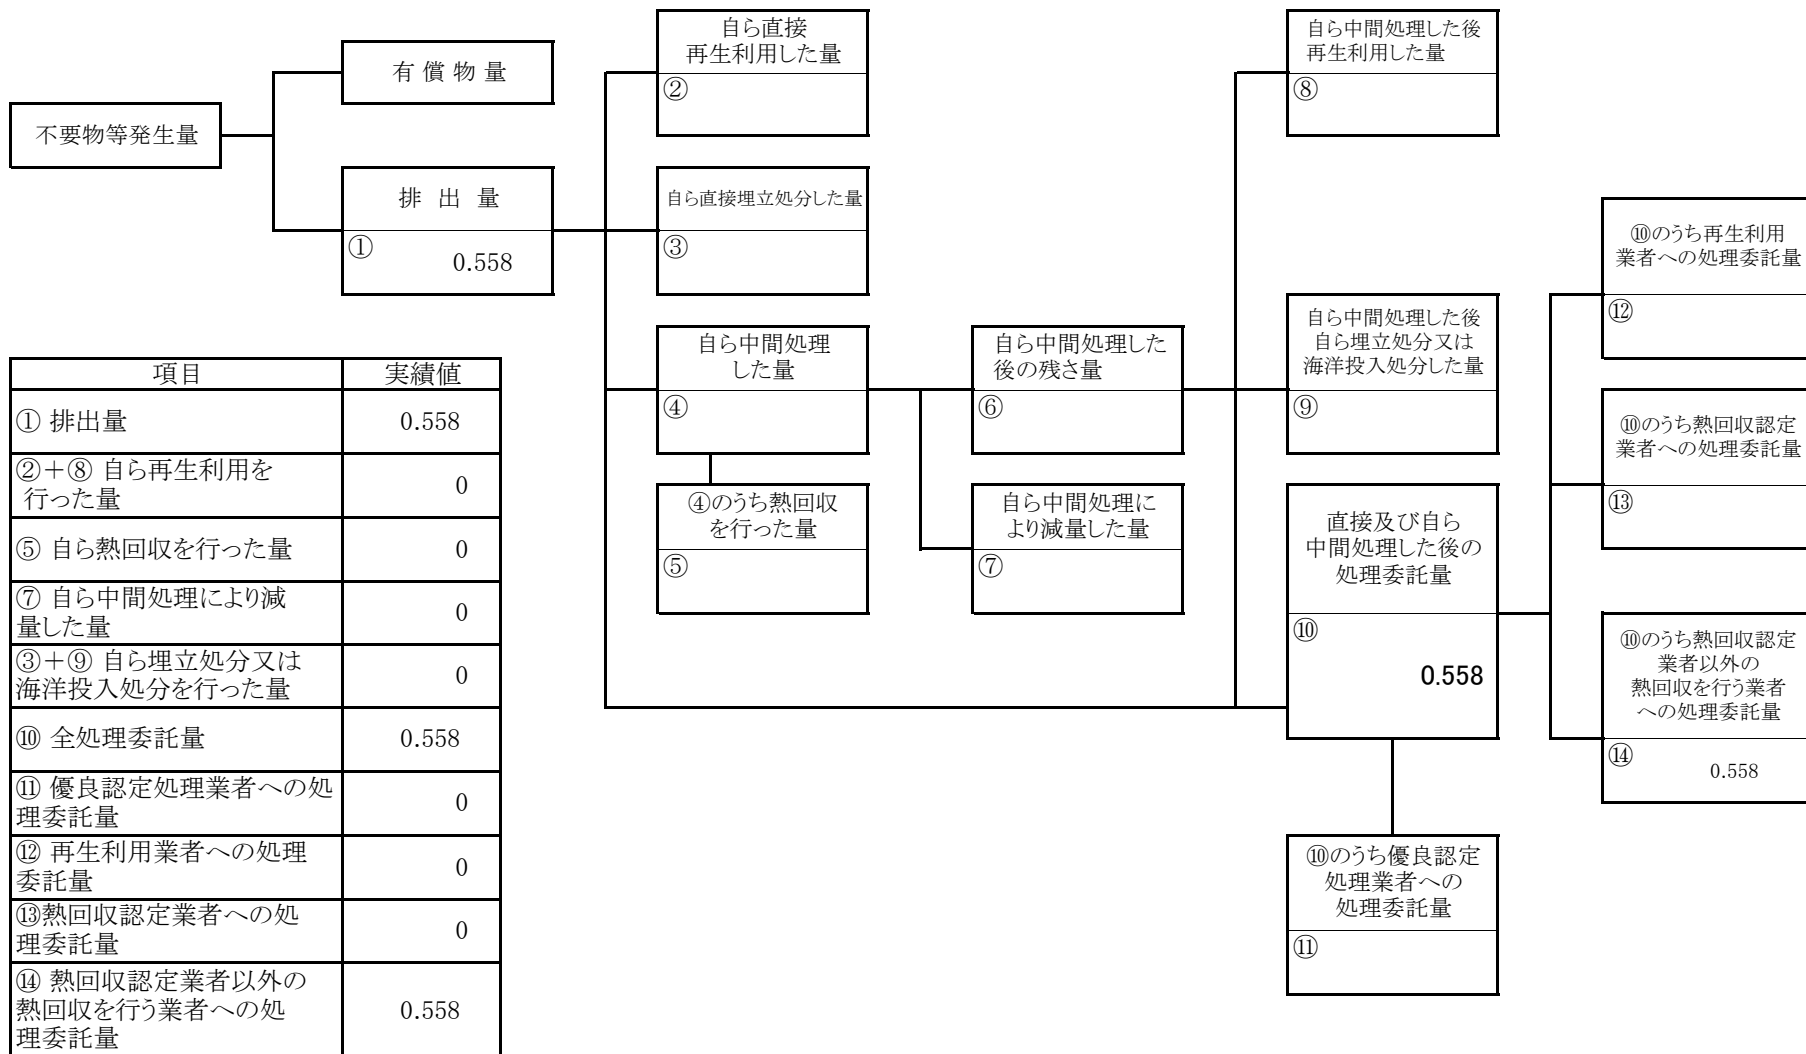 不要物等発生量
有償物量
排出量
①
0.558
自ら直接
再生利用した量
②
自ら直接埋立処分した量
③
自ら中間処理
した量
④
④のうち熱回収
を行った量
⑤
自ら中間処理した
後の残さ量
⑥
自ら中間処理に
より減量した量
⑦
自ら中間処理した後
再生利用した量
⑧
自ら中間処理した後
自ら埋立処分又は
海洋投入処分した量
⑨
直接及び自ら
中間処理した後の
処理委託量
⑩
0.558
⑩のうち優良認定
処理業者への
処理委託量
⑪
⑩のうち再生利用
業者への処理委託量
⑫
⑩のうち熱回収認定
業者への処理委託量
⑬
⑩のうち熱回収認定
業者以外の
熱回収を行う業者
への処理委託量
⑭
0.558
項目 実績値
① 排出量 0.558
②＋⑧ 自ら再生利用を
行った量 0
⑤ 自ら熱回収を行った量 0
⑦ 自ら中間処理により減
量した量 0
③＋⑨ 自ら埋立処分又は
海洋投入処分を行った量 0
⑩ 全処理委託量 0.558
⑪ 優良認定処理業者への処
理委託量 0
⑫ 再生利用業者への処理
委託量 0
⑬熱回収認定業者への処
理委託量 0
⑭ 熱回収認定業者以外の
熱回収を行う業者への処
理委託量 0.558